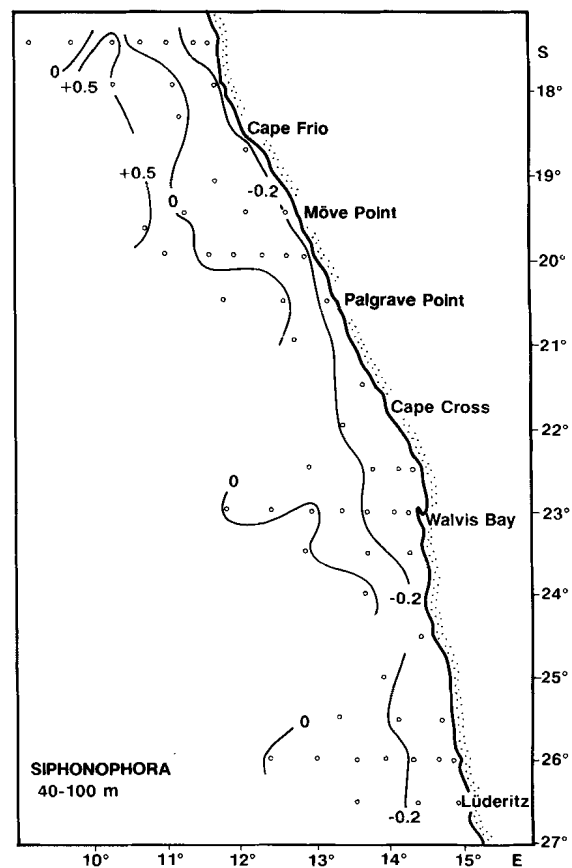 S
0
+0.5
18°
Cape Frio
+0.5
19°
-0.2
0
Möve Point
20°
Palgrave Point
21°
Cape Cross
22°
0
23°
Walvis Bay
24°
-0.2
25°
0
26°
SIPHONOPHORA
40-100 m
-0.2
Lüderitz
27°
10° 11° 12° 13° 14° 15° E